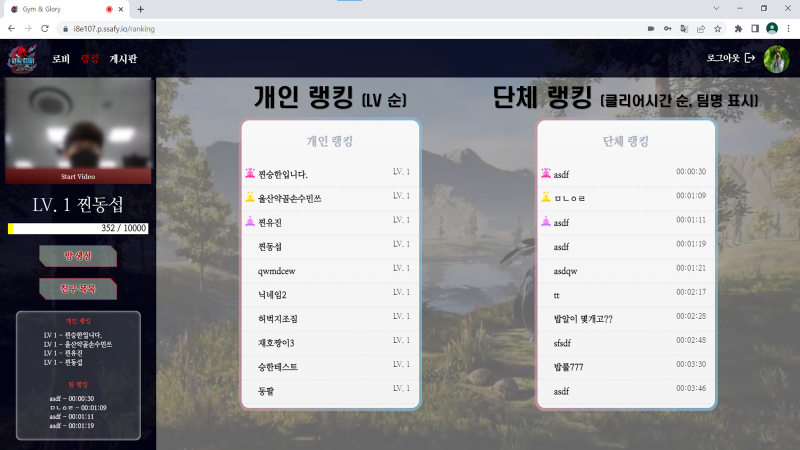 Gym & Glory
i8e107.p.ssafy.io/ranking
로비 랭킹 게시판
로그아웃
Start Video
LV. 1 찐동섭
352 / 10000
방 생성
친구 목록
개인 랭킹
LV 1 - 찐승한입니다.
LV 1 - 울산약꼴손수민쓰
LV 1 - 찐유진
LV 1 - 찐동섭
팀 랭킹
asdf - 00:00:30
ㅁㄴㅇㄹ - 00:01:09
asdf - 00:01:11
asdf - 00:01:19
개인 랭킹 (LV 순)
개인 랭킹
찐승한입니다. LV. 1
울산약꼴손수민쓰 LV. 1
찐유진 LV. 1
찐동섭 LV. 1
qwmdcew LV. 1
닉네임2 LV. 1
허벅지조짐 LV. 1
재호짱이3 LV. 1
승한테스트 LV. 1
동팔 LV. 1
단체 랭킹 (클리어시간 순, 팀명 표시)
단체 랭킹
asdf 00:00:30
ㅁㄴㅇㄹ 00:01:09
asdf 00:01:11
asdf 00:01:19
asdqw 00:01:21
tt 00:02:17
밥알이 몇개고?? 00:02:28
sfsdf 00:02:48
밥풀777 00:03:30
asdf 00:03:46